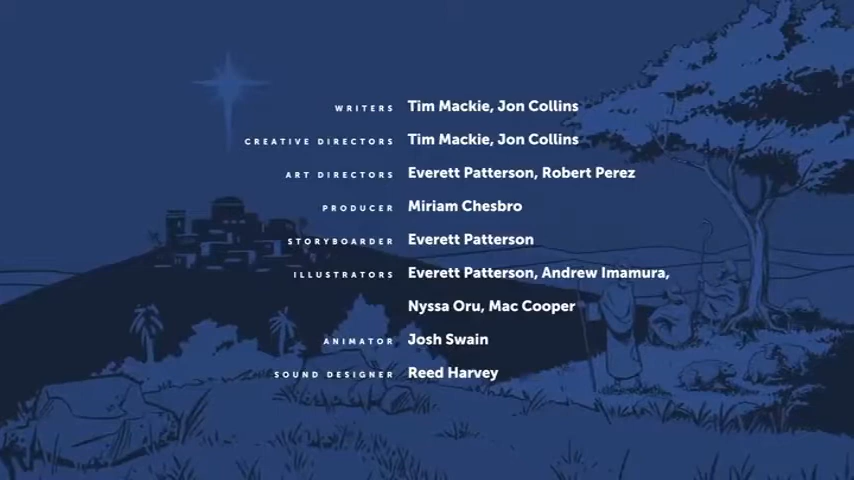 WRITERS Tim Mackie, Jon Collins
CREATIVE DIRECTORS Tim Mackie, Jon Collins
ART DIRECTORS Everett Patterson, Robert Perez
PRODUCER Miriam Chesbro
STORYBOARDER Everett Patterson
ILLUSTRATORS Everett Patterson, Andrew Imamura,
Nyssa Oru, Mac Cooper
ANIMATOR Josh Swain
SOUND DESIGNER Reed Harvey